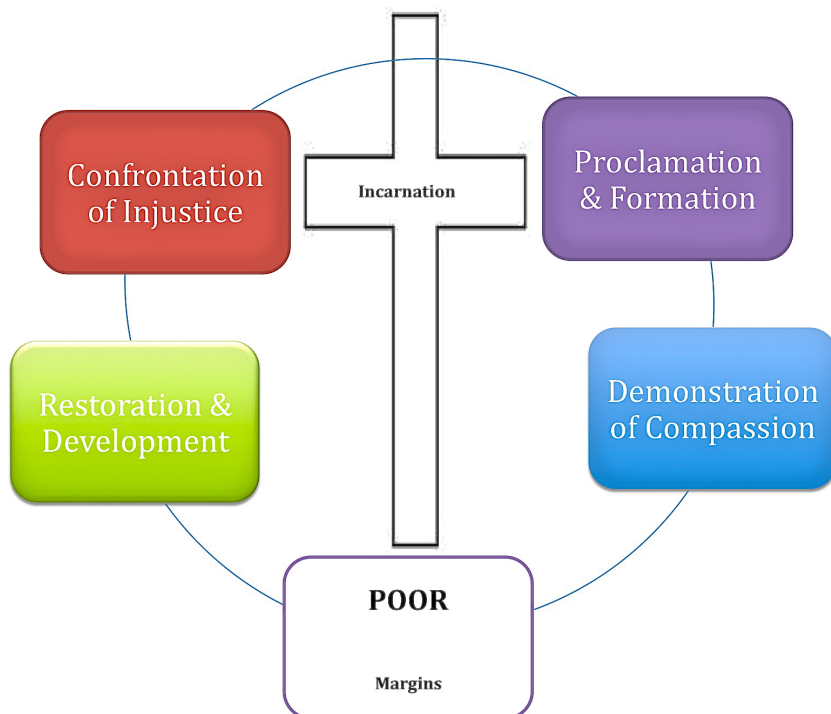 Confrontation
of Injustice
Incarnation
Proclamation
& Formation
Restoration &
Development
Demonstration
of Compassion
POOR
Margins